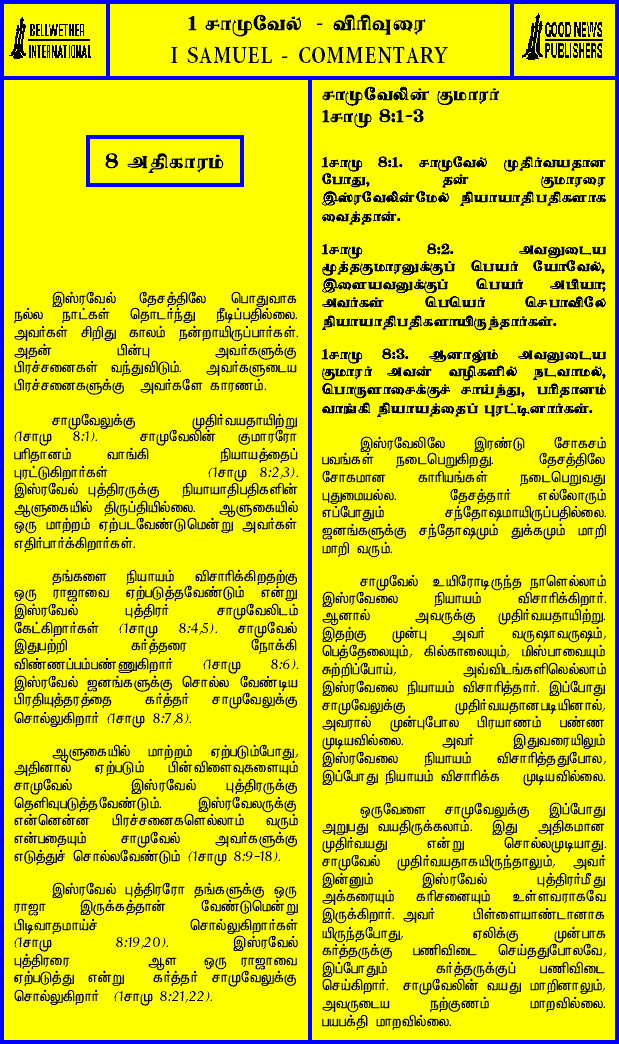 BELLWETHER
INTERNATIONAL
1 சாமுவேல் - விரிவுரை
I SAMUEL - COMMENTARY
GOOD NEWS
PUBLISHERS
8 அதிகாரம்
இஸ்ரவேல் தேசத்திலே பொதுவாக
நல்ல நாட்கள் தொடர்ந்து நீடிப்பதில்லை.
அவர்கள் சிறிது காலம் நன்றாயிருப்பார்கள்.
அதன் பின்பு அவர்களுக்கு
பிரச்சனைகள் வந்துவிடும். அவர்களுடைய
பிரச்சனைகளுக்கு அவர்களே காரணம்.
சாமுவேலுக்கு முதிர்வயதாயிற்று
(1சாமு 8:1). சாமுவேலின் குமாரரோ
பரிதானம் வாங்கி நியாயத்தைப்
புரட்டுகிறார்கள் (1சாமு 8:2,3).
இஸ்ரவேல் புத்திரருக்கு நியாயாதிபதிகளின்
ஆளுகையில் திருப்தியில்லை. ஆளுகையில்
ஒரு மாற்றம் ஏற்படவேண்டுமென்று அவர்கள்
எதிர்பார்க்கிறார்கள்.
தங்களை நியாயம் விசாரிக்கிறதற்கு
ஒரு ராஜாவை ஏற்படுத்தவேண்டும் என்று
இஸ்ரவேல் புத்திரர் சாமுவேலிடம்
கேட்கிறார்கள் (1சாமு 8:4,5). சாமுவேல்
இதுபற்றி கர்த்தரை நோக்கி
விண்ணப்பம்பண்ணுகிறார் (1சாமு 8:6).
இஸ்ரவேல் ஜனங்களுக்கு சொல்ல வேண்டிய
பிரதியுத்தரத்தை கர்த்தர் சாமுவேலுக்கு
சொல்லுகிறார் (1சாமு 8:7,8).
ஆளுகையில் மாற்றம் ஏற்படும்போது,
அதினால் ஏற்படும் பின்விளைவுகளையும்
சாமுவேல் இஸ்ரவேல் புத்திரருக்கு
தெளிவுபடுத்தவேண்டும். இஸ்ரவேலருக்கு
என்னென்ன பிரச்சனைகளெல்லாம் வரும்
என்பதையும் சாமுவேல் அவர்களுக்கு
எடுத்துச் சொல்லவேண்டும் (1சாமு 8:9-18).
இஸ்ரவேல் புத்திரரோ தங்களுக்கு ஒரு
ராஜா இருக்கத்தான் வேண்டுமென்று
பிடிவாதமாய்ச் சொல்லுகிறார்கள்
(1சாமு 8:19,20). இஸ்ரவேல்
புத்திரரை ஆள ஒரு ராஜாவை
ஏற்படுத்து என்று கர்த்தர் சாமுவேலுக்கு
சொல்லுகிறார் (1சாமு 8:21,22).
சாமுவேலின் குமாரர்
1சாமு 8:1-3
1சாமு 8:1. சாமுவேல் முதிர்வயதான
போது, தன் குமாரரை
இஸ்ரவேலின்மேல் நியாயாதிபதிகளாக
வைத்தான்.
1சாமு 8:2. அவனுடைய
மூத்தகுமாரனுக்குப் பெயர் யோவேல்,
இளையவனுக்குப் பெயர் அபியா;
அவர்கள் பெயெர் செபாவிலே
நியாயாதிபதிகளாயிருந்தார்கள்.
1சாமு 8:3. ஆனாலும் அவனுடைய
குமாரர் அவன் வழிகளில் நடவாமல்,
பொருளாசைக்குச் சாய்ந்து, பரிதானம்
வாங்கி நியாயத்தைப் புரட்டினார்கள்.
இஸ்ரவேலிலே இரண்டு சோகசம்
பவங்கள் நடைபெறுகிறது. தேசத்திலே
சோகமான காரியங்கள் நடைபெறுவது
புதுமையல்ல. தேசத்தார் எல்லோரும்
எப்போதும் சந்தோஷமாயிருப்பதில்லை.
ஜனங்களுக்கு சந்தோஷமும் துக்கமும் மாறி
மாறி வரும்.
சாமுவேல் உயிரோடிருந்த நாளெல்லாம்
இஸ்ரவேலை நியாயம் விசாரிக்கிறார்.
ஆனால் அவருக்கு முதிர்வயதாயிற்று.
இதற்கு முன்பு அவர் வருஷாவருஷம்,
பெத்தேலையும், கில்காலையும், மிஸ்பாவையும்
சுற்றிப்போய், அவ்விடங்களிலெல்லாம்
இஸ்ரவேலை நியாயம் விசாரித்தார். இப்போது
சாமுவேலுக்கு முதிர்வயதானபடியினால்,
அவரால் முன்புபோல பிரயாணம் பண்ண
முடியவில்லை. அவர் இதுவரையிலும்
இஸ்ரவேலை நியாயம் விசாரித்ததுபோல,
இப்போது நியாயம் விசாரிக்க முடியவில்லை.
ஒருவேளை சாமுவேலுக்கு இப்போது
அறுபது வயதிருக்கலாம். இது அதிகமான
முதிர்வயது என்று சொல்லமுடியாது.
சாமுவேல் முதிர்வயதாகயிருந்தாலும், அவர்
இன்னும் இஸ்ரவேல் புத்திரர்மீது
அக்கரையும் கரிசனையும் உள்ளவராகவே
இருக்கிறார். அவர் பிள்ளையாண்டானாக
யிருந்தபோது, ஏலிக்கு முன்பாக
கர்த்தருக்கு பணிவிடை செய்ததுபோலவே,
இப்போதும் கர்த்தருக்குப் பணிவிடை
செய்கிறார். சாமுவேலின் வயது மாறினாலும்,
அவருடைய நற்குணம் மாறவில்லை.
பயபக்தி மாறவில்லை.